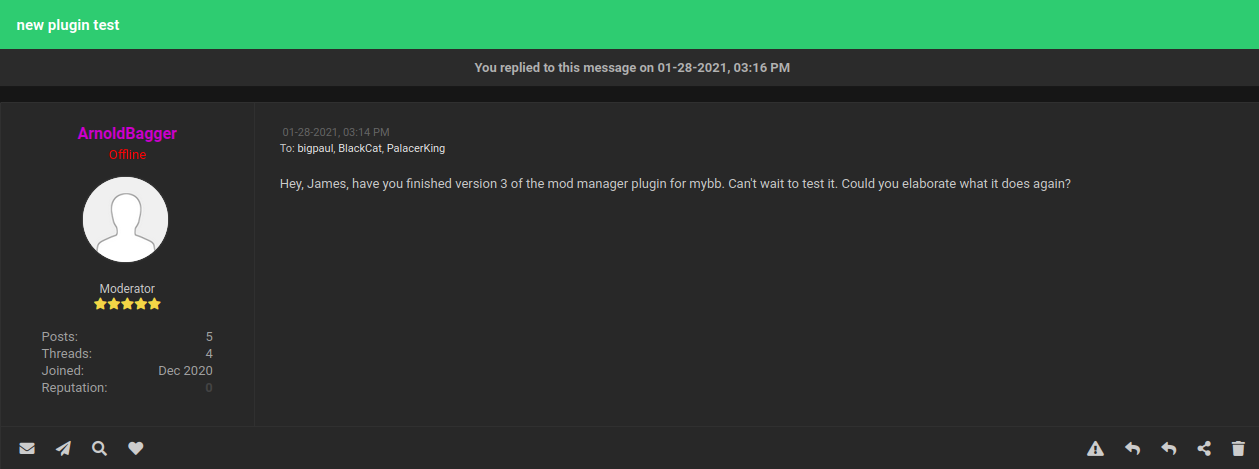 new plugin test
You replied to this message on 01-28-2021, 03:16 PM
ArnoldBagger
Offline
Moderator
Posts: 5
Threads: 4
Joined: Dec 2020
Reputation: 0
01-28-2021, 03:14 PM
To: bigpaul, BlackCat, PalacerKing
Hey, James, have you finished version 3 of the mod manager plugin for mybb. Can't wait to test it. Could you elaborate what it does again?